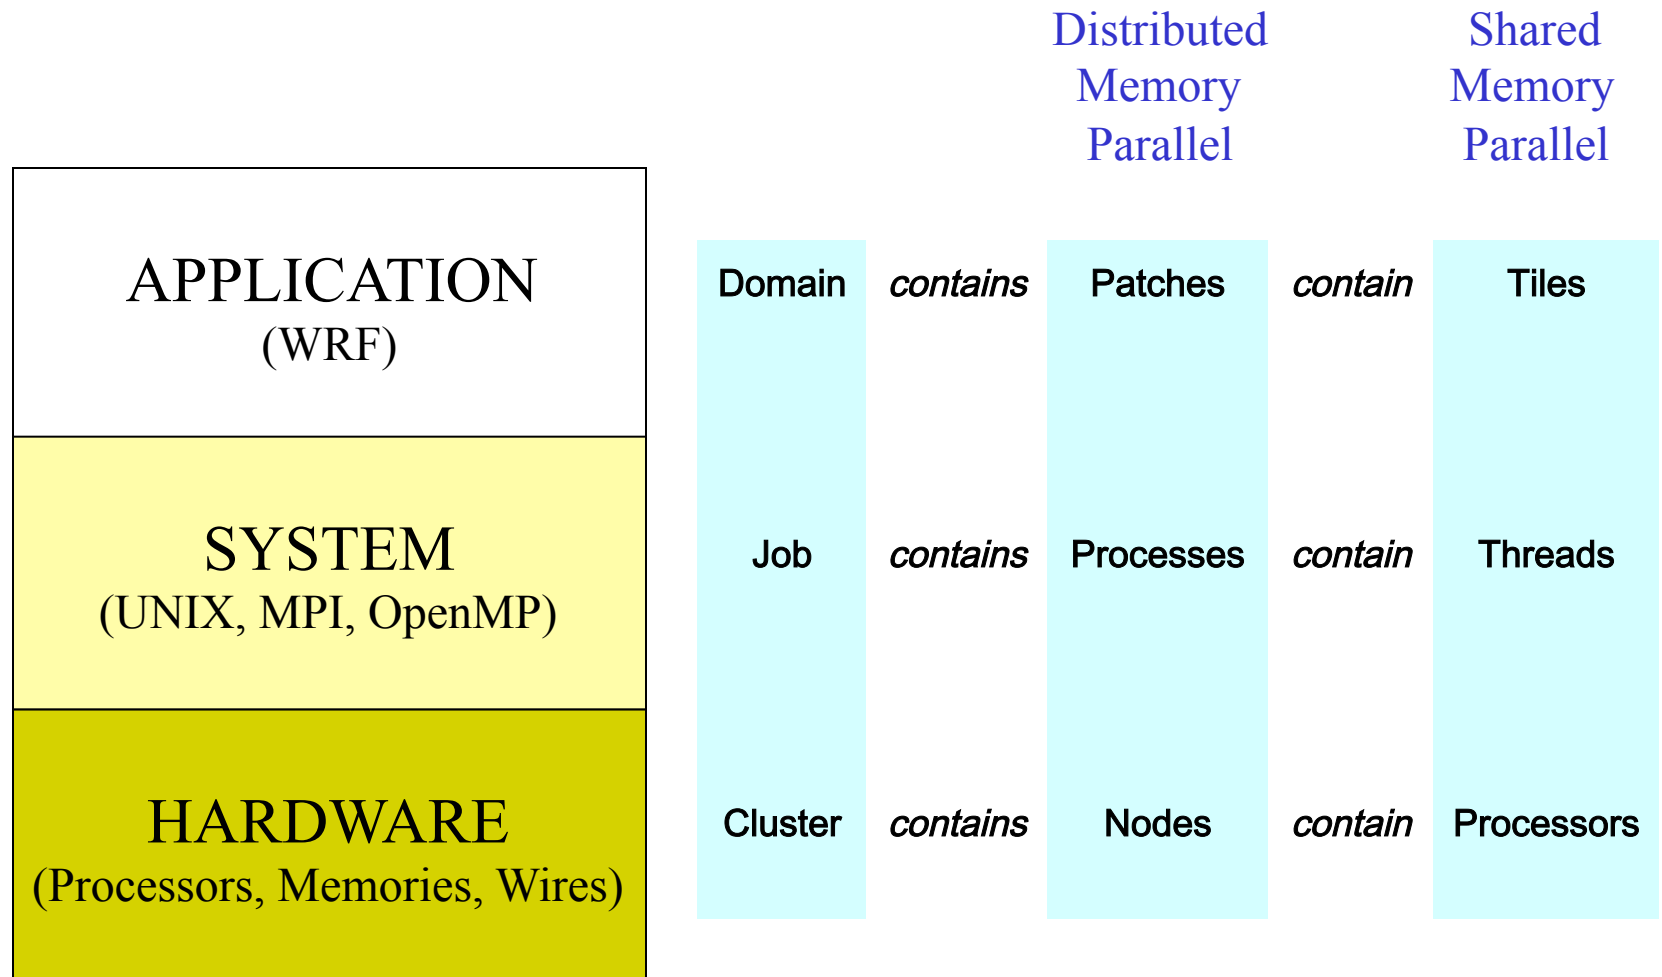 Distributed
Memory
Parallel
Shared
Memory
Parallel
APPLICATION
(WRF)
Domain contains Patches contain Tiles
SYSTEM
(UNIX, MPI, OpenMP)
Job contains Processes contain Threads
HARDWARE
(Processors, Memories, Wires)
Cluster contains Nodes contain Processors